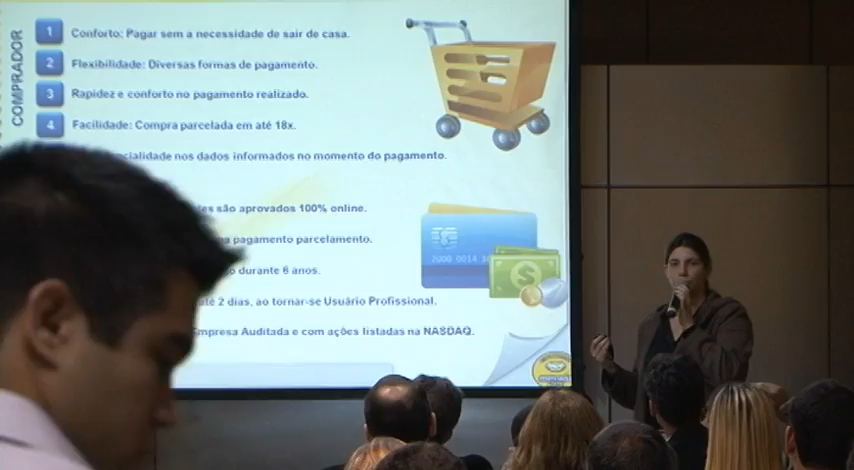 COMPRADOR
1 Conforto: Pagar sem a necessidade de sair de casa.
2 Flexibilidade: Diversas formas de pagamento.
3 Rapidez e conforto no pagamento realizado.
4 Facilidade: Compra parcelada em até 18x.
cialidade nos dados informados no momento do pagamento.
são aprovados 100% online.
pagamento parcelamento.
durante 6 anos.
até 2 dias, ao tornar-se Usuário Profissional.
Empresa Auditada e com ações listadas na NASDAQ.